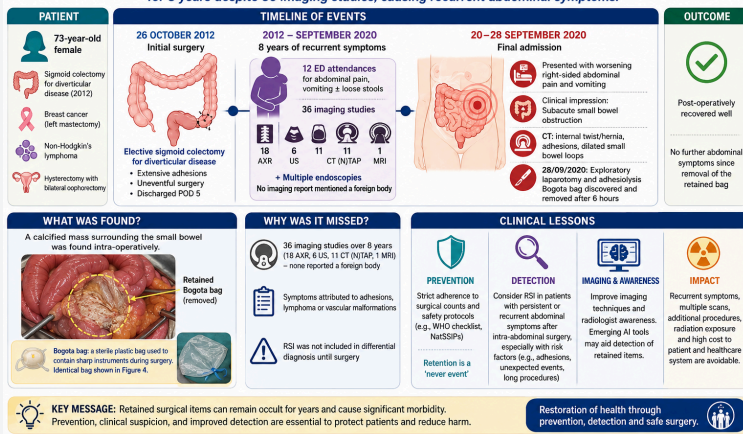 for 8 years despite 36 imaging studies, causing recurrent abdominal symptoms.
PATIENT
73-year-old
female
Sigmoid colectomy
for diverticular
disease (2012)
Breast cancer
(left mastectomy)
Non-Hodgkin's
lymphoma
Hysterectomy with
bilateral oophorectomy
TIMELINE OF EVENTS
26 OCTOBER 2012
Initial surgery
Elective sigmoid colectomy
for diverticular disease
• Extensive adhesions
• Uneventful surgery
• Discharged POD 5
2012 – SEPTEMBER 2020
8 years of recurrent symptoms
12 ED attendances
for abdominal pain,
vomiting ± loose stools
36 imaging studies
18 6 11 11 1
AXR US CT (N)TAP MRI
+ Multiple endoscopies
No imaging report mentioned a foreign body
20–28 SEPTEMBER 2020
Final admission
Presented with worsening
right-sided abdominal
pain and vomiting
Clinical impression:
Subacute small bowel
obstruction
CT: internal twist/hernia,
adhesions, dilated small
bowel loops
28/09/2020: Exploratory
laparotomy and adhesiolysis
Bogota bag discovered and
removed after 6 hours
OUTCOME
Post-operatively
recovered well
No further abdominal
symptoms since
removal of the
retained bag
WHAT WAS FOUND?
A calcified mass surrounding the small bowel
was found intra-operatively.
Retained
Bogota bag
(removed)
Bogota bag: a sterile plastic bag used to
contain sharp instruments during surgery.
Identical bag shown in Figure 4.
WHY WAS IT MISSED?
36 imaging studies over 8 years
(18 AXR, 6 US, 11 CT (N)TAP, 1 MRI)
– none reported a foreign body
Symptoms attributed to adhesions,
lymphoma or vascular malformations
RSI was not included in differential
diagnosis until surgery
CLINICAL LESSONS
PREVENTION
Strict adherence to
surgical counts and
safety protocols
(e.g., WHO checklist,
NatSSIPs)
Retention is a
'never event'
DETECTION
Consider RSI in patients
with persistent or
recurrent abdominal
symptoms after
intra-abdominal surgery,
especially with risk
factors (e.g., adhesions,
unexpected events,
long procedures)
IMAGING & AWARENESS
Improve imaging
techniques and
radiologist awareness.
Emerging AI tools
may aid detection of
retained items.
IMPACT
Recurrent symptoms,
multiple scans,
additional procedures,
radiation exposure
and high cost to
patient and healthcare
system are avoidable.
KEY MESSAGE: Retained surgical items can remain occult for years and cause significant morbidity.
Prevention, clinical suspicion, and improved detection are essential to protect patients and reduce harm.
Restoration of health through
prevention, detection and safe surgery.